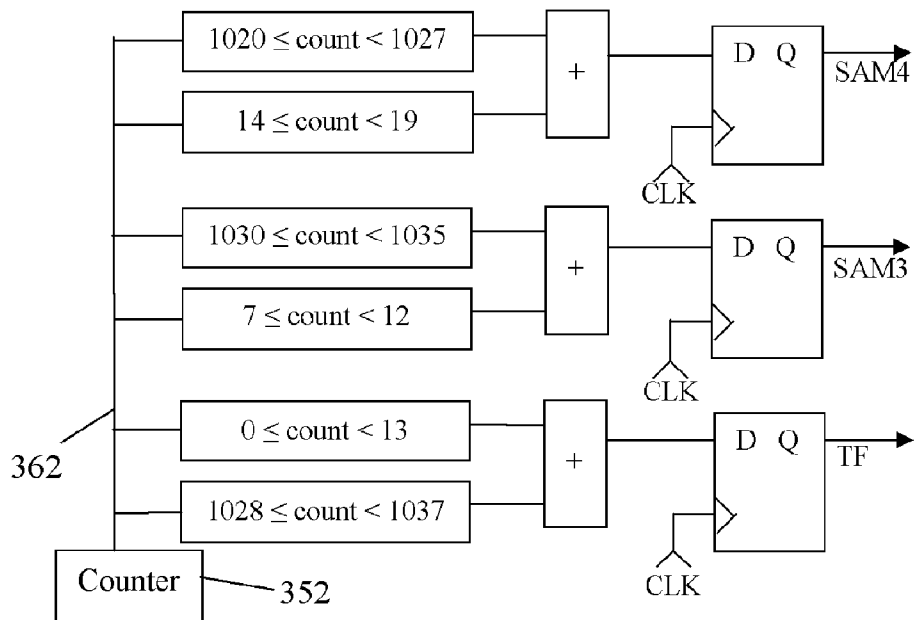 1020 ≤ count < 1027
+
D Q
SAM4
14 ≤ count < 19
CLK
1030 ≤ count < 1035
+
D Q
SAM3
7 ≤ count < 12
CLK
0 ≤ count < 13
+
D Q
TF
362
1028 ≤ count < 1037
CLK
Counter
352